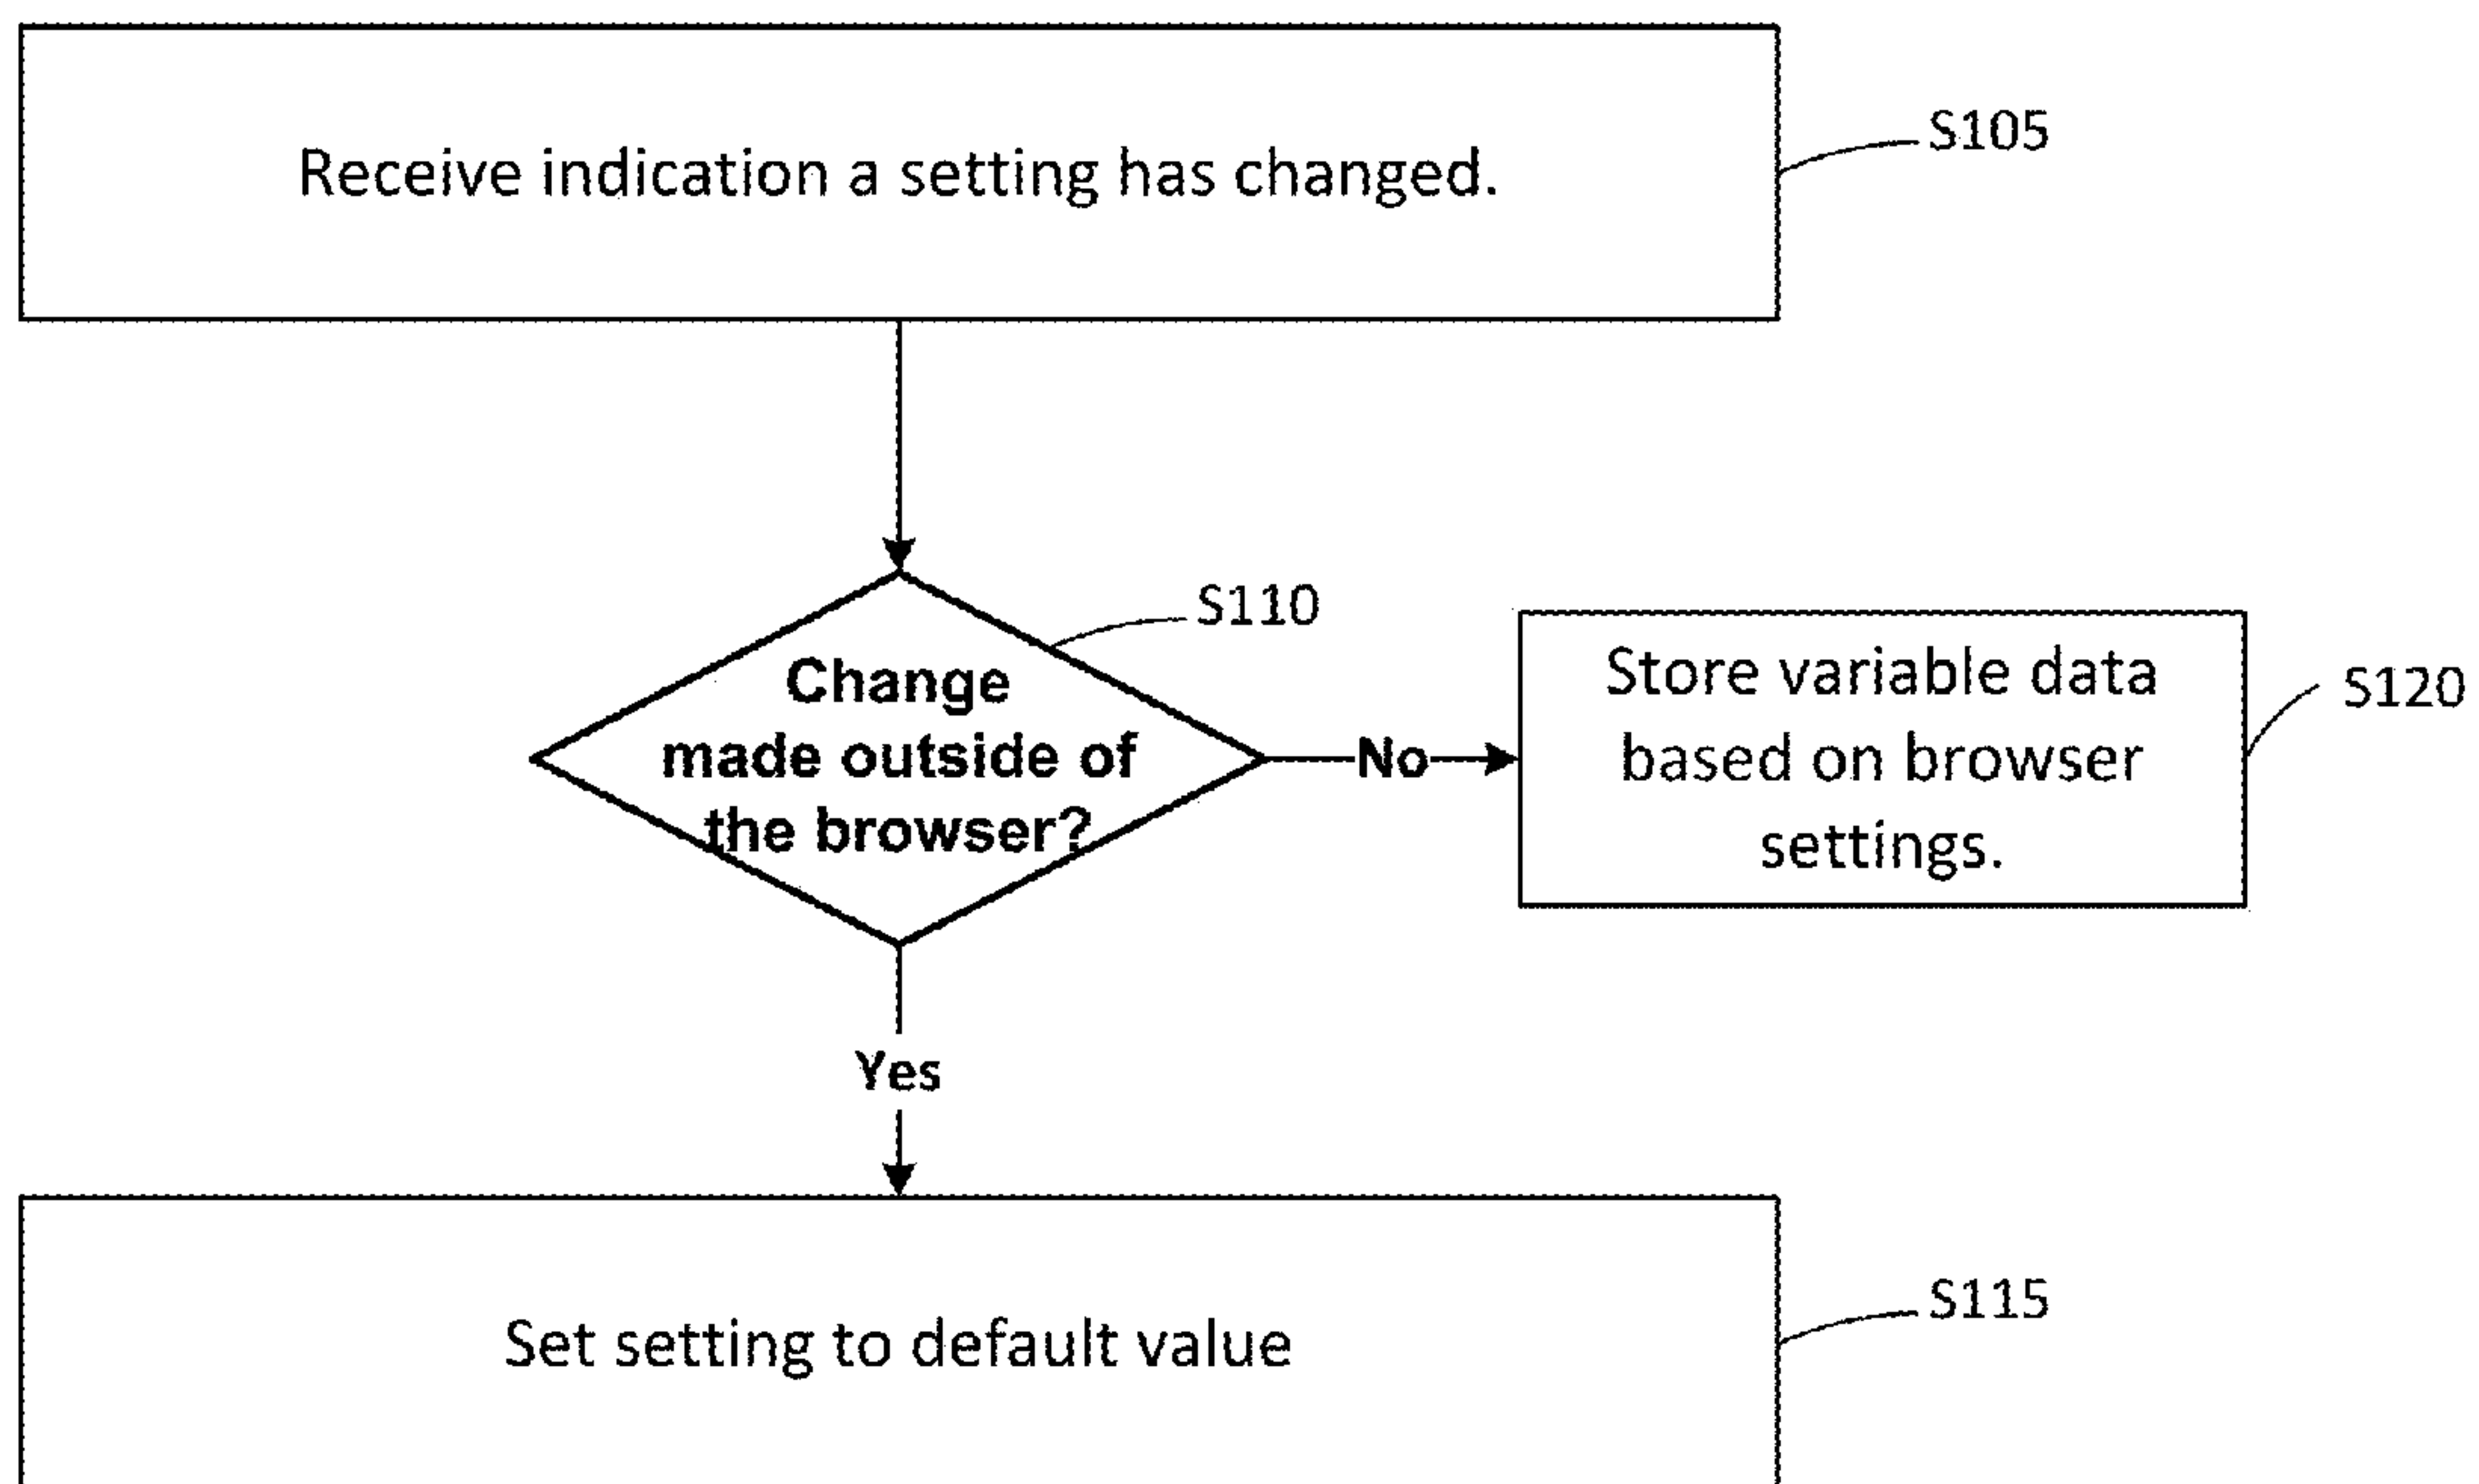 Receive indication a setting has changed.
S105
S110
Change
made outside of
the browser?
No
Store variable data
based on browser
settings.
S120
Yes
Set setting to default value
S115